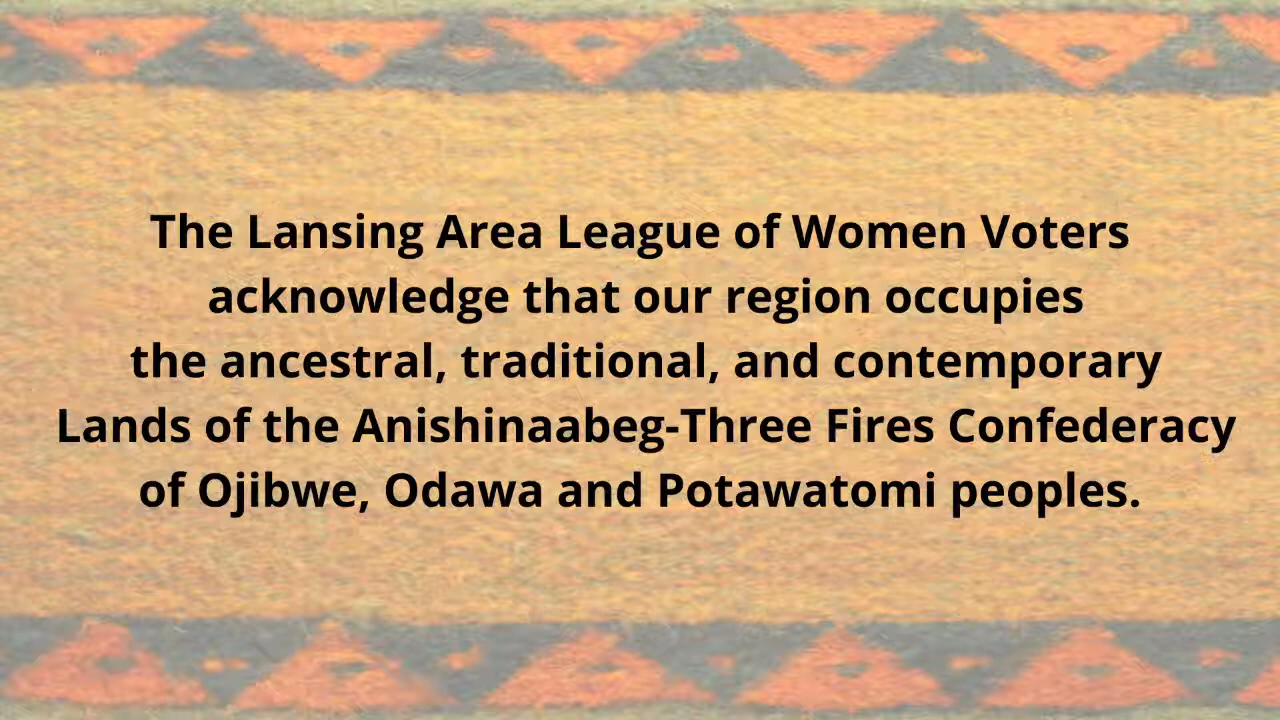 The Lansing Area League of Women Voters
acknowledge that our region occupies
the ancestral, traditional, and contemporary
Lands of the Anishinaabeg-Three Fires Confederacy
of Ojibwe, Odawa and Potawatomi peoples.